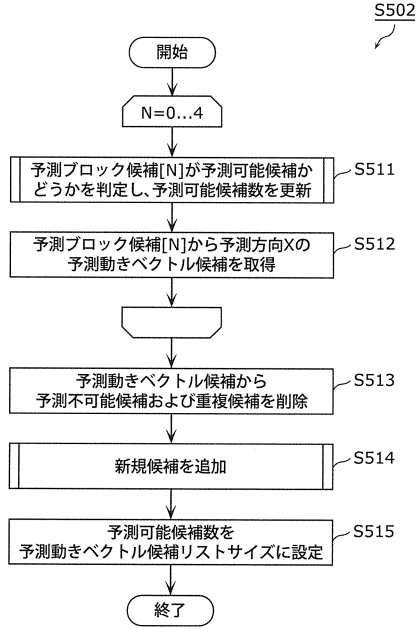 S502
開始
N=0...4
予測ブロック候補[N]が予測可能候補か
どうかを判定し、予測可能候補数を更新
S511
予測ブロック候補[N]から予測方向Xの
予測動きベクトル候補を取得
S512
予測動きベクトル候補から
予測不可能候補および重複候補を削除
S513
新規候補を追加
S514
予測可能候補数を
予測動きベクトル候補リストサイズに設定
S515
終了